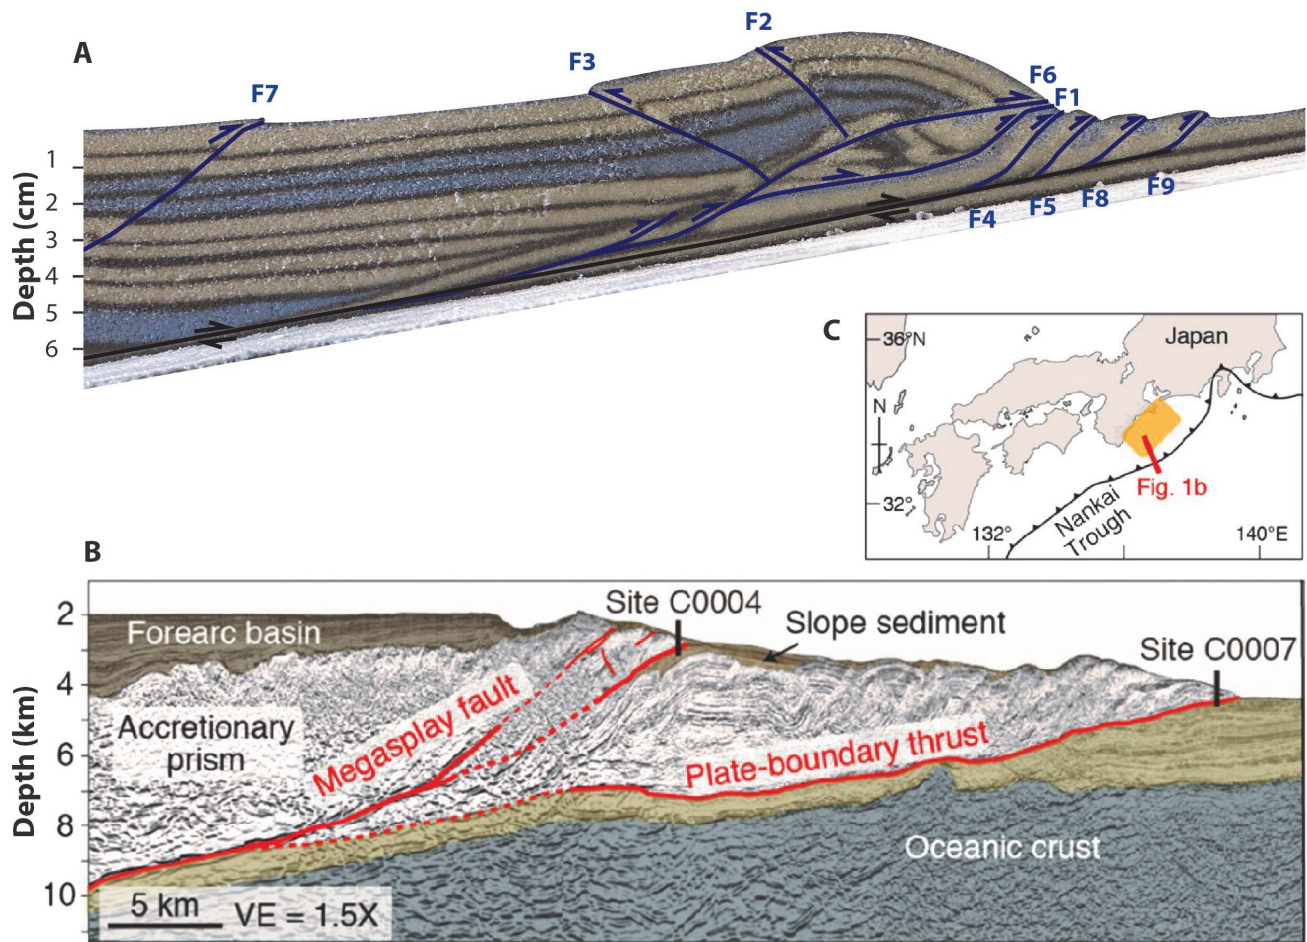 A
F2
F3
F6
F1
F7
1
2
3
4
5
6
Depth (cm)
F4
F5
F8
F9
C
Japan
36°N
N
32°
Fig. 1b
Nankai
Trough
132°
140°E
B
Site C0004
Slope sediment
Site C0007
Forearc basin
2
4
6
8
10
Depth (km)
Accretionary
prism
Megasplay fault
Plate-boundary thrust
Oceanic crust
5 km
VE = 1.5X